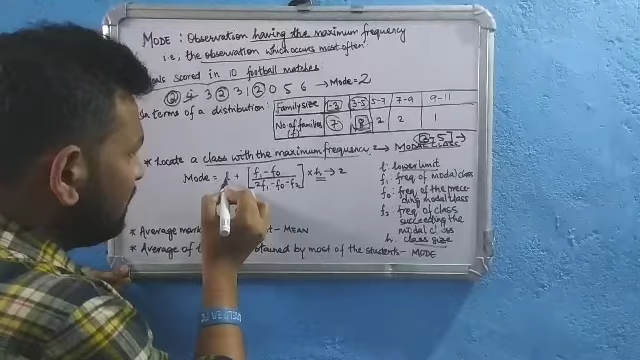 MODE : Observation having the maximum frequency
i.e., the observation which occurs most often
Goals scored in 10 football matches
2 3 2 3 1 2 0 5 6 → Mode = 2
In terms of a distribution:
Family size 1-3 3-5 5-7 7-9 9-11
No of families (f) 7 8 2 2 1
* Locate a class with the maximum frequency → MODAL CLASS
Mode = l + [f₁ - f₀ / 2f₁ - f₀ - f₂] × h → 2
l: lower limit
f₁: freq. of modal class
f₀: freq. of the preceding modal class
f₂: freq. of class succeeding the modal class
h: class size
* Average mark - MEAN
* Average of t obtained by most of the students - MODE